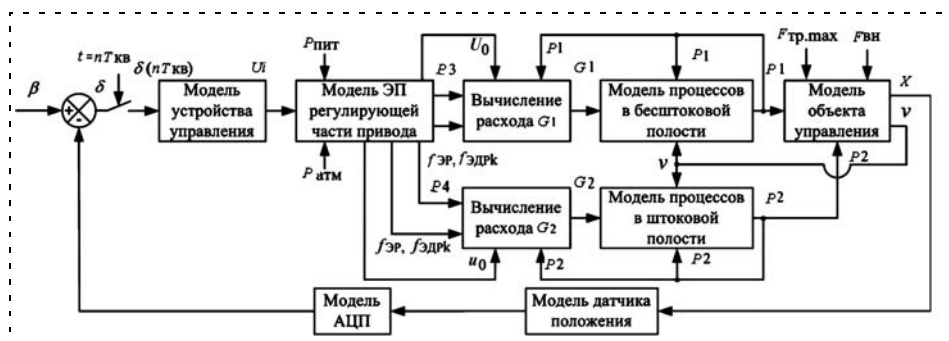 β
t=nTкв
δ
δ(nTкв)
Модель
устройства
управления
Ui
Pпит
Модель ЭП
регулирующей
части привода
Pатм
U0
P3
fЭР, fЭДРk
P4
fЭР, fЭДРk
u0
P1
G1
Вычисление
расхода G1
P1
Модель процессов
в бесштоковой
полости
P1
Fтр.max
Fвн
Модель
объекта
управления
X
ν
P2
ν
G2
Вычисление
расхода G2
P2
Модель процессов
в штоковой
полости
P2
P2
Модель
АЦП
Модель датчика
положения